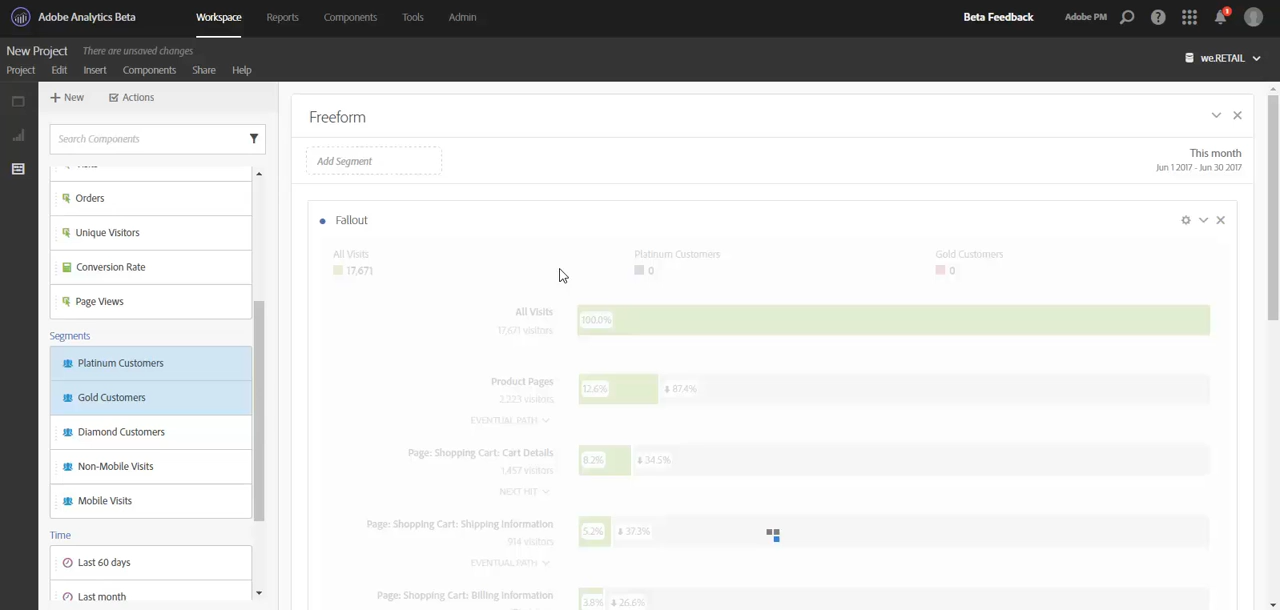 Adobe Analytics Beta
Workspace
Reports
Components
Tools
Admin
Beta Feedback
Adobe PM
?
1
New Project
There are unsaved changes
we.RETAIL
Project
Edit
Insert
Components
Share
Help
+ New
Actions
Search Components
Orders
Unique Visitors
Conversion Rate
Page Views
Segments
Platinum Customers
Gold Customers
Diamond Customers
Non-Mobile Visits
Mobile Visits
Time
Last 60 days
Last month
Freeform
Add Segment
This month
Jun 1 2017 - Jun 30 2017
Fallout
All Visits
17,671
Platinum Customers
0
Gold Customers
0
All Visits
17,671 visitors
100.0%
Product Pages
2,223 visitors
EVENTUAL PATH
12.6%
87.4%
Page: Shopping Cart: Cart Details
1,457 visitors
NEXT HIT
8.2%
34.5%
Page: Shopping Cart: Shipping Information
914 visitors
EVENTUAL PATH
5.2%
37.3%
Page: Shopping Cart: Billing Information
3.8%
26.6%